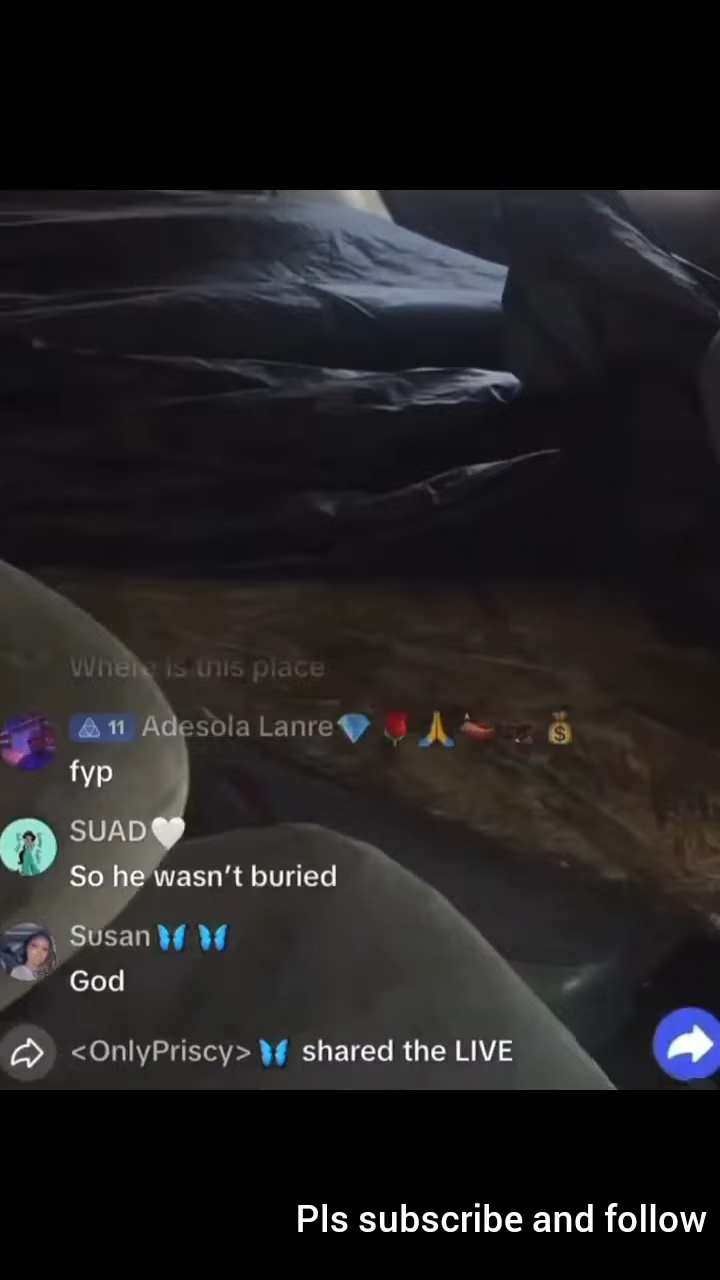 Where is this place
11 Adesola Lanre💎🌹🙏🌶️💰
fyp
SUAD🤍
So he wasn't buried
Susan🦋🦋
God
<OnlyPriscy>🦋 shared the LIVE
Pls subscribe and follow